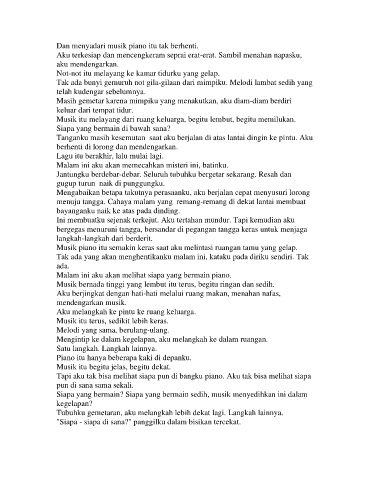 Dan menyadari musik piano itu tak berhenti.
Aku terkesiap dan mencengkeram seprai erat-erat. Sambil menahan napasku,
aku mendengarkan.
Not-not itu melayang ke kamar tidurku yang gelap.
Tak ada bunyi gemuruh not gila-gilaan dari mimpiku. Melodi lambat sedih yang
telah kudengar sebelumnya.
Masih gemetar karena mimpiku yang menakutkan, aku diam-diam berdiri
keluar dari tempat tidur.
Musik itu melayang dari ruang keluarga, begitu lembut, begitu memilukan.
Siapa yang bermain di bawah sana?
Tanganku masih kesemutan  saat aku berjalan di atas lantai dingin ke pintu. Aku
berhenti di lorong dan mendengarkan.
Lagu itu berakhir, lalu mulai lagi.
Malam ini aku akan memecahkan misteri ini, batinku.
Jantungku berdebar-debar. Seluruh tubuhku bergetar sekarang. Resah dan
gugup turun  naik di punggungku.
Mengabaikan betapa takutnya perasaanku, aku berjalan cepat menyusuri lorong
menuju tangga. Cahaya malam yang  remang-remang di dekat lantai membuat
bayanganku naik ke atas pada dinding.
Ini membuatku sejenak terkejut. Aku tertahan mundur. Tapi kemudian aku
bergegas menuruni tangga, bersandar di pegangan tangga keras untuk menjaga
langkah-langkah dari berderit.
Musik piano itu semakin keras saat aku melintasi ruangan tamu yang gelap.
Tak ada yang akan menghentikanku malam ini, kataku pada diriku sendiri. Tak
ada.
Malam ini aku akan melihat siapa yang bermain piano.
Musik bernada tinggi yang lembut itu terus, begitu ringan dan sedih.
Aku berjingkat dengan hati-hati melalui ruang makan, menahan nafas,
mendengarkan musik.
Aku melangkah ke pintu ke ruang keluarga.
Musik itu terus, sedikit lebih keras.
Melodi yang sama, berulang-ulang.
Mengintip ke dalam kegelapan, aku melangkah ke dalam ruangan.
Satu langkah. Langkah lainnya.
Piano itu hanya beberapa kaki di depanku.
Musik itu begitu jelas, begitu dekat.
Tapi aku tak bisa melihat siapa pun di bangku piano. Aku tak bisa melihat siapa
pun di sana sama sekali.
Siapa yang bermain? Siapa yang bermain sedih, musik menyedihkan ini dalam
kegelapan?
Tubuhku gemetaran, aku melangkah lebih dekat lagi. Langkah lainnya.
"Siapa - siapa di sana?" panggilku dalam bisikan tercekat.